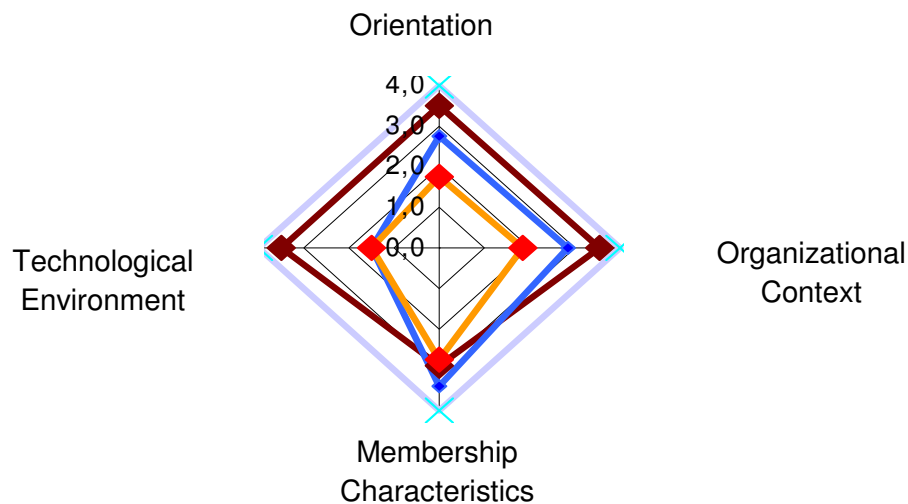 Orientation
4,0
3,0
2,0
1,0
0,0
Technological
Environment
Organizational
Context
Membership
Characteristics